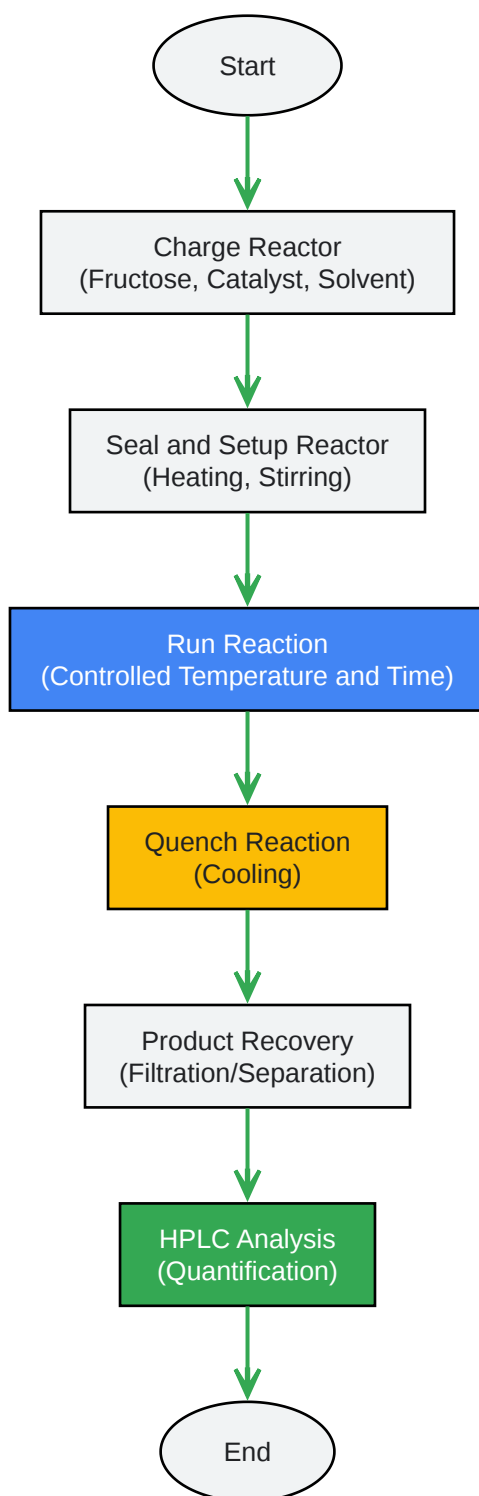 Start
Charge Reactor
(Fructose, Catalyst, Solvent)
Seal and Setup Reactor
(Heating, Stirring)
Run Reaction
(Controlled Temperature and Time)
Quench Reaction
(Cooling)
Product Recovery
(Filtration/Separation)
HPLC Analysis
(Quantification)
End